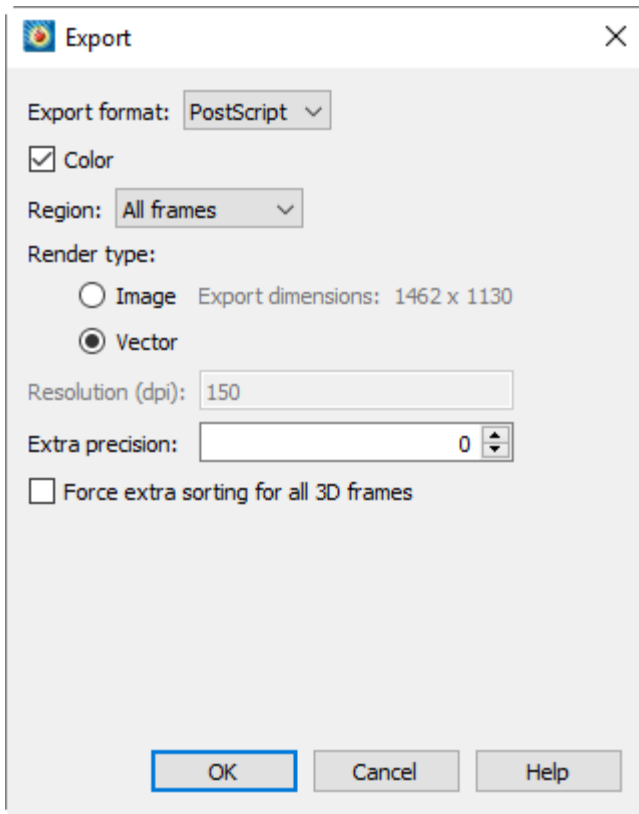 Export
Export format: PostScript
Color
Region: All frames
Render type:
Image Export dimensions: 1462 x 1130
Vector
Resolution (dpi): 150
Extra precision: 0
Force extra sorting for all 3D frames
OK Cancel Help